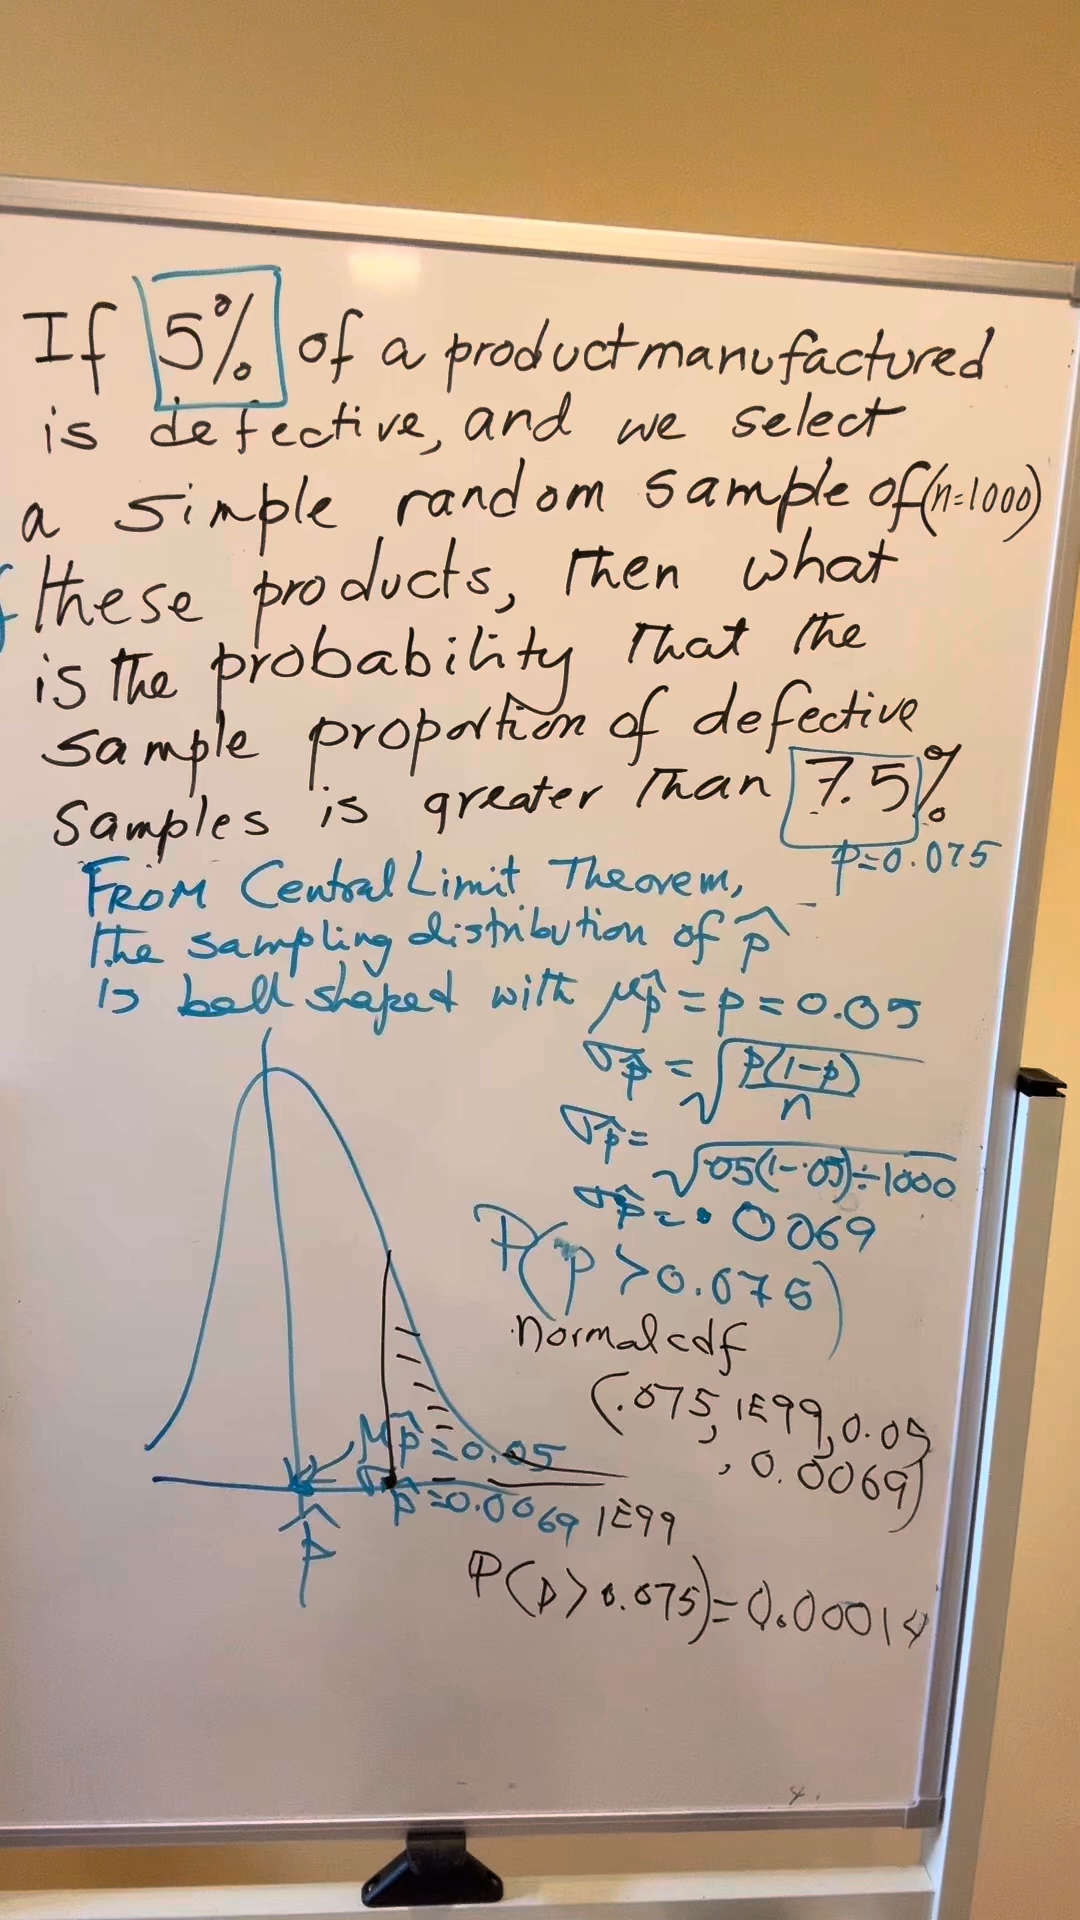 If 5% of a product manufactured
is defective, and we select
a simple random sample of (n=1000)
these products, then what
is the probability that the
sample proportion of defective
samples is greater than 7.5%
p=0.075
FROM Central Limit Theorem,
the sampling distribution of p̂
is bell shaped with μp̂ = p = 0.05
σp̂ = √(p(1-p)/n)
σp̂ =
√.05(1-.05)÷1000
σp̂ = .0069
P(p > 0.075)
normalcdf
(.075, 1E99, 0.05
, 0.0069)
μp̂ = 0.05
σp̂ = 0.0069 1E99
p̂
P(p > 0.075) = 0.00014